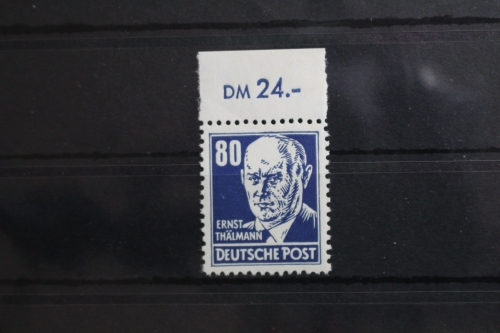 DM 24.-
80
ERNST
THÄLMANN
DEUTSCHE POST